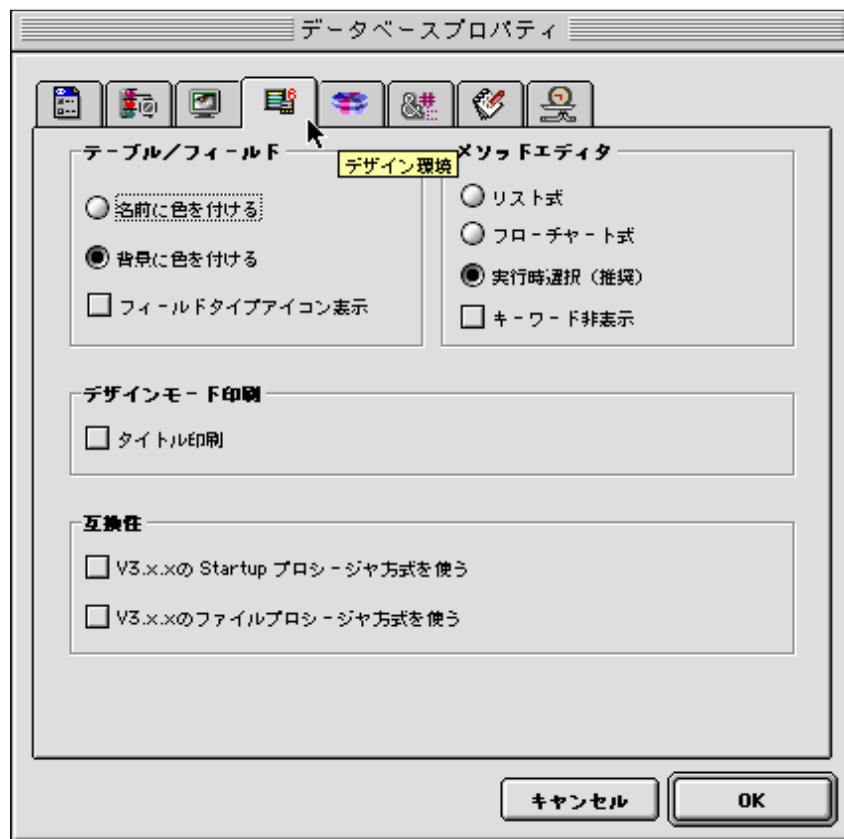 データベースプロパティ
デザイン環境
テーブル／フィールド
名前に色を付ける
背景に色を付ける
フィールドタイプアイコン表示
メソッドエディタ
リスト式
フローチャート式
実行時選択（推奨）
キーワード非表示
デザインモード印刷
タイトル印刷
互換性
V3.x.xの Startup プロシージャ方式を使う
V3.x.xのファイルプロシージャ方式を使う
キャンセル
OK